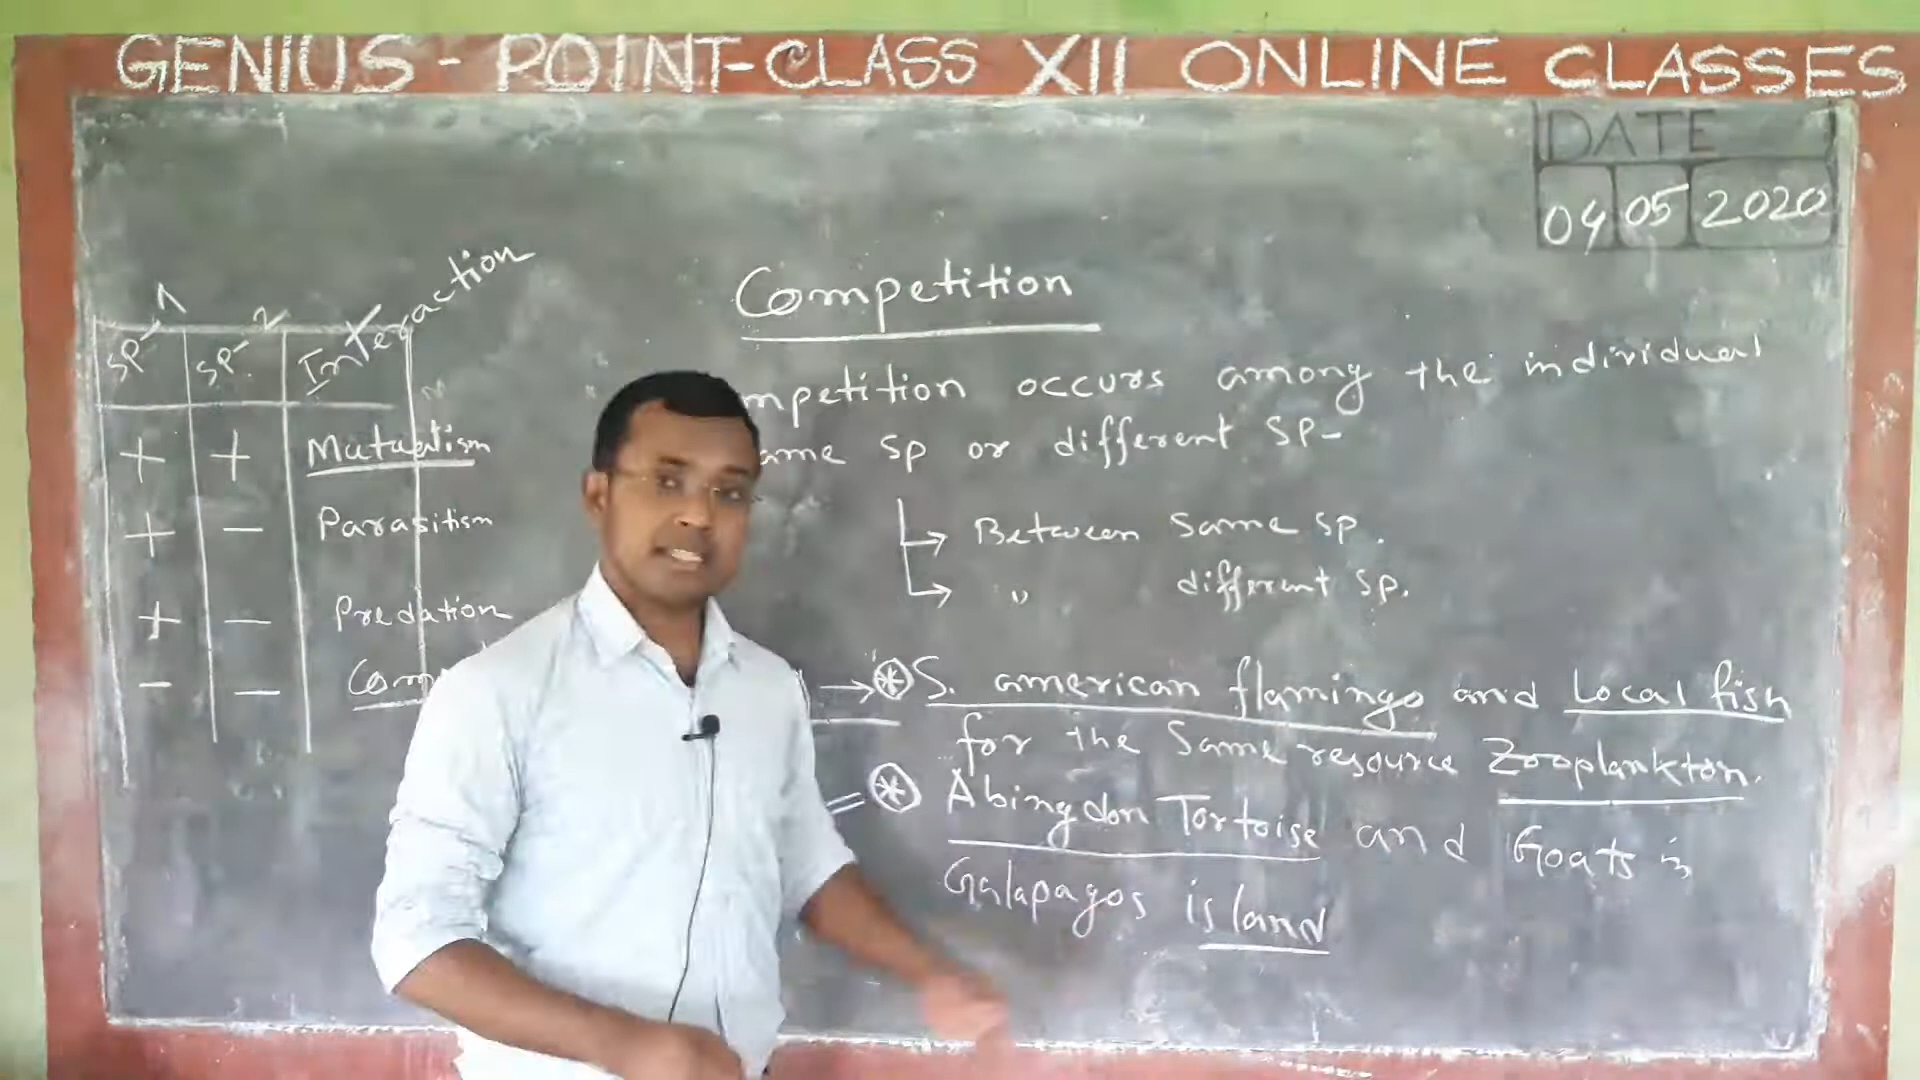 GENIUS - POINT-CLASS XII ONLINE CLASSES
DATE
04 05 2020
SP-1 SP-2 Interaction
+ + Mutualism
+ - Parasitism
+ - Predation
- -
Competition
occurs among the individual
sp or different SP-
Between same sp.
" different sp.
S. american flamingo and Local fish
for the same resource Zooplankton.
Abingdon Tortoise and Goats in
Galapagos island